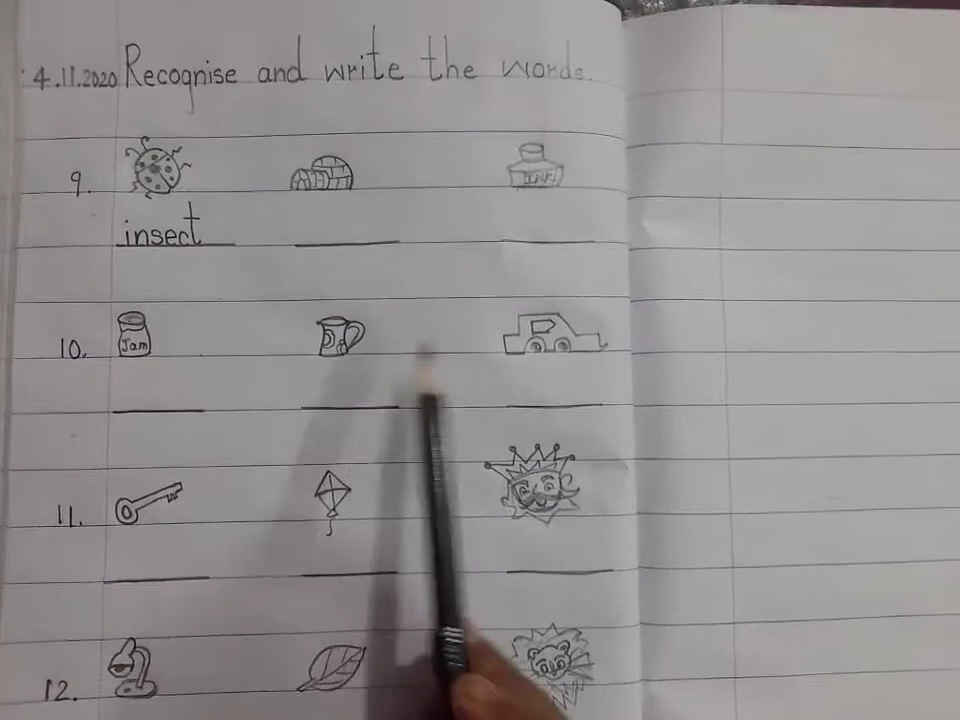 4.11.2020 Recognise and write the words.
9.
INK
insect
10.
Jam
11.
12.